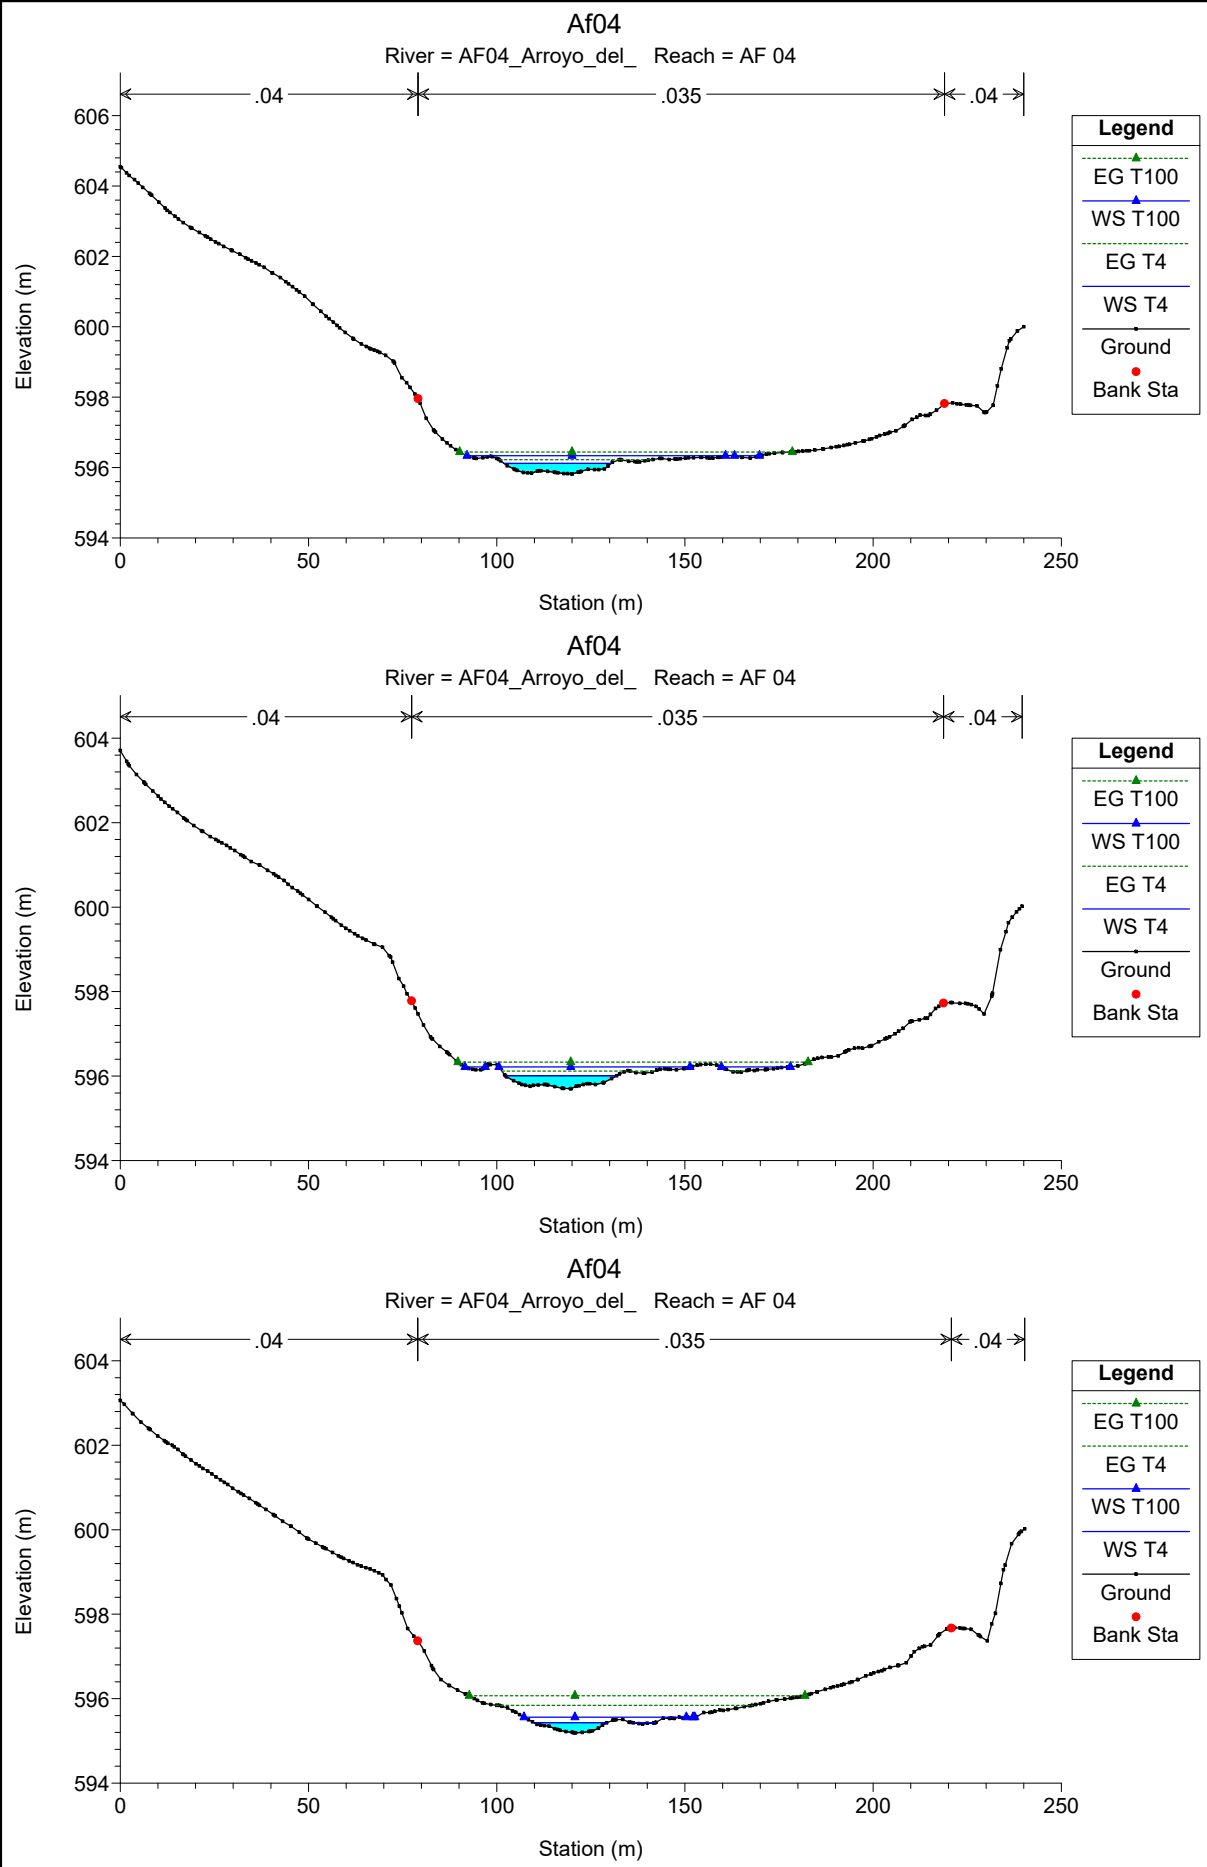 Af04
River = AF04_Arroyo_del_ Reach = AF 04
.04 .035 .04
606
604
602
600
598
596
594
0 50 100 150 200 250
Elevation (m)
Station (m)
Legend
EG T100
WS T100
EG T4
WS T4
Ground
Bank Sta
Af04
River = AF04_Arroyo_del_ Reach = AF 04
.04 .035 .04
604
602
600
598
596
594
0 50 100 150 200 250
Elevation (m)
Station (m)
Legend
EG T100
WS T100
EG T4
WS T4
Ground
Bank Sta
Af04
River = AF04_Arroyo_del_ Reach = AF 04
.04 .035 .04
604
602
600
598
596
594
0 50 100 150 200 250
Elevation (m)
Station (m)
Legend
EG T100
EG T4
WS T100
WS T4
Ground
Bank Sta